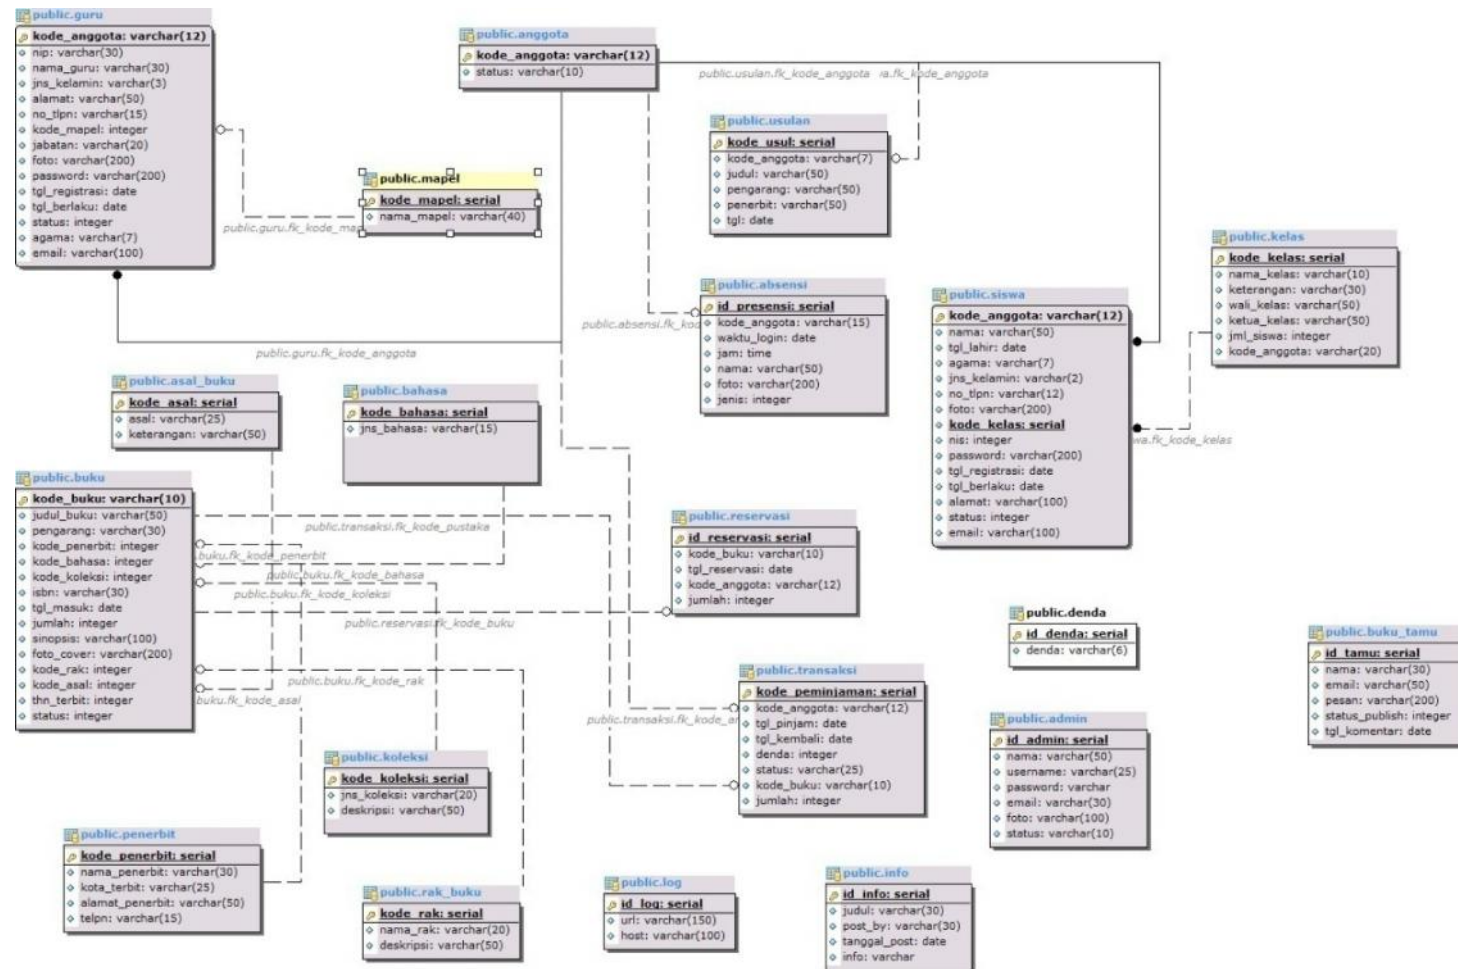 public.guru
kode_anggota: varchar(12)
nip: varchar(30)
nama_guru: varchar(30)
jns_kelamin: varchar(3)
alamat: varchar(50)
no_tlpn: varchar(15)
kode_mapel: integer
jabatan: varchar(20)
foto: varchar(200)
password: varchar(200)
tgl_registrasi: date
tgl_berlaku: date
status: integer
agama: varchar(7)
email: varchar(100)
public.anggota
kode_anggota: varchar(12)
status: varchar(10)
public.usulan.fk_kode_anggota
a.fk_kode_anggota
public.usulan
kode_usul: serial
kode_anggota: varchar(7)
judul: varchar(50)
pengarang: varchar(50)
penerbit: varchar(50)
tgl: date
public.mapel
kode_mapel: serial
nama_mapel: varchar(40)
public.guru.fk_kode_map
public.kelas
kode_kelas: serial
nama_kelas: varchar(10)
keterangan: varchar(30)
wali_kelas: varchar(50)
ketua_kelas: varchar(50)
jml_siswa: integer
kode_anggota: varchar(20)
public.absensi
id_presensi: serial
kode_anggota: varchar(15)
waktu_login: date
jam: time
nama: varchar(50)
foto: varchar(200)
jenis: integer
public.absensi.fk_kod
public.siswa
kode_anggota: varchar(12)
nama: varchar(50)
tgl_lahir: date
agama: varchar(7)
jns_kelamin: varchar(2)
no_tlpn: varchar(12)
foto: varchar(200)
kode_kelas: serial
nis: integer
password: varchar(200)
tgl_registrasi: date
tgl_berlaku: date
alamat: varchar(100)
status: integer
email: varchar(100)
wa.fk_kode_kelas
public.guru.fk_kode_anggota
public.asal_buku
kode_asal: serial
asal: varchar(25)
keterangan: varchar(50)
public.bahasa
kode_bahasa: serial
jns_bahasa: varchar(15)
public.buku
kode_buku: varchar(10)
judul_buku: varchar(50)
pengarang: varchar(30)
kode_penerbit: integer
kode_bahasa: integer
kode_koleksi: integer
isbn: varchar(30)
tgl_masuk: date
jumlah: integer
sinopsis: varchar(100)
foto_cover: varchar(200)
kode_rak: integer
kode_asal: integer
thn_terbit: integer
status: integer
public.transaksi.fk_kode_pustaka
buku.fk_kode_penerbit
public.buku.fk_kode_bahasa
public.buku.fk_kode_koleksi
public.reservasi.fk_kode_buku
public.buku.fk_kode_rak
buku.fk_kode_asal
public.reservasi
id_reservasi: serial
kode_buku: varchar(10)
tgl_reservasi: date
kode_anggota: varchar(12)
jumlah: integer
public.denda
id_denda: serial
denda: varchar(6)
public.buku_tamu
id_tamu: serial
nama: varchar(30)
email: varchar(50)
pesan: varchar(200)
status_publish: integer
tgl_komentar: date
public.transaksi
kode_peminjaman: serial
kode_anggota: varchar(12)
tgl_pinjam: date
tgl_kembali: date
denda: integer
status: varchar(25)
kode_buku: varchar(10)
jumlah: integer
public.transaksi.fk_kode_an
public.admin
id_admin: serial
nama: varchar(50)
username: varchar(25)
password: varchar
email: varchar(30)
foto: varchar(100)
status: varchar(10)
public.koleksi
kode_koleksi: serial
jns_koleksi: varchar(20)
deskripsi: varchar(50)
public.penerbit
kode_penerbit: serial
nama_penerbit: varchar(30)
kota_terbit: varchar(25)
alamat_penerbit: varchar(50)
telpn: varchar(15)
public.rak_buku
kode_rak: serial
nama_rak: varchar(20)
deskripsi: varchar(50)
public.log
id_log: serial
url: varchar(150)
host: varchar(100)
public.info
id_info: serial
judul: varchar(30)
post_by: varchar(30)
tanggal_post: date
info: varchar